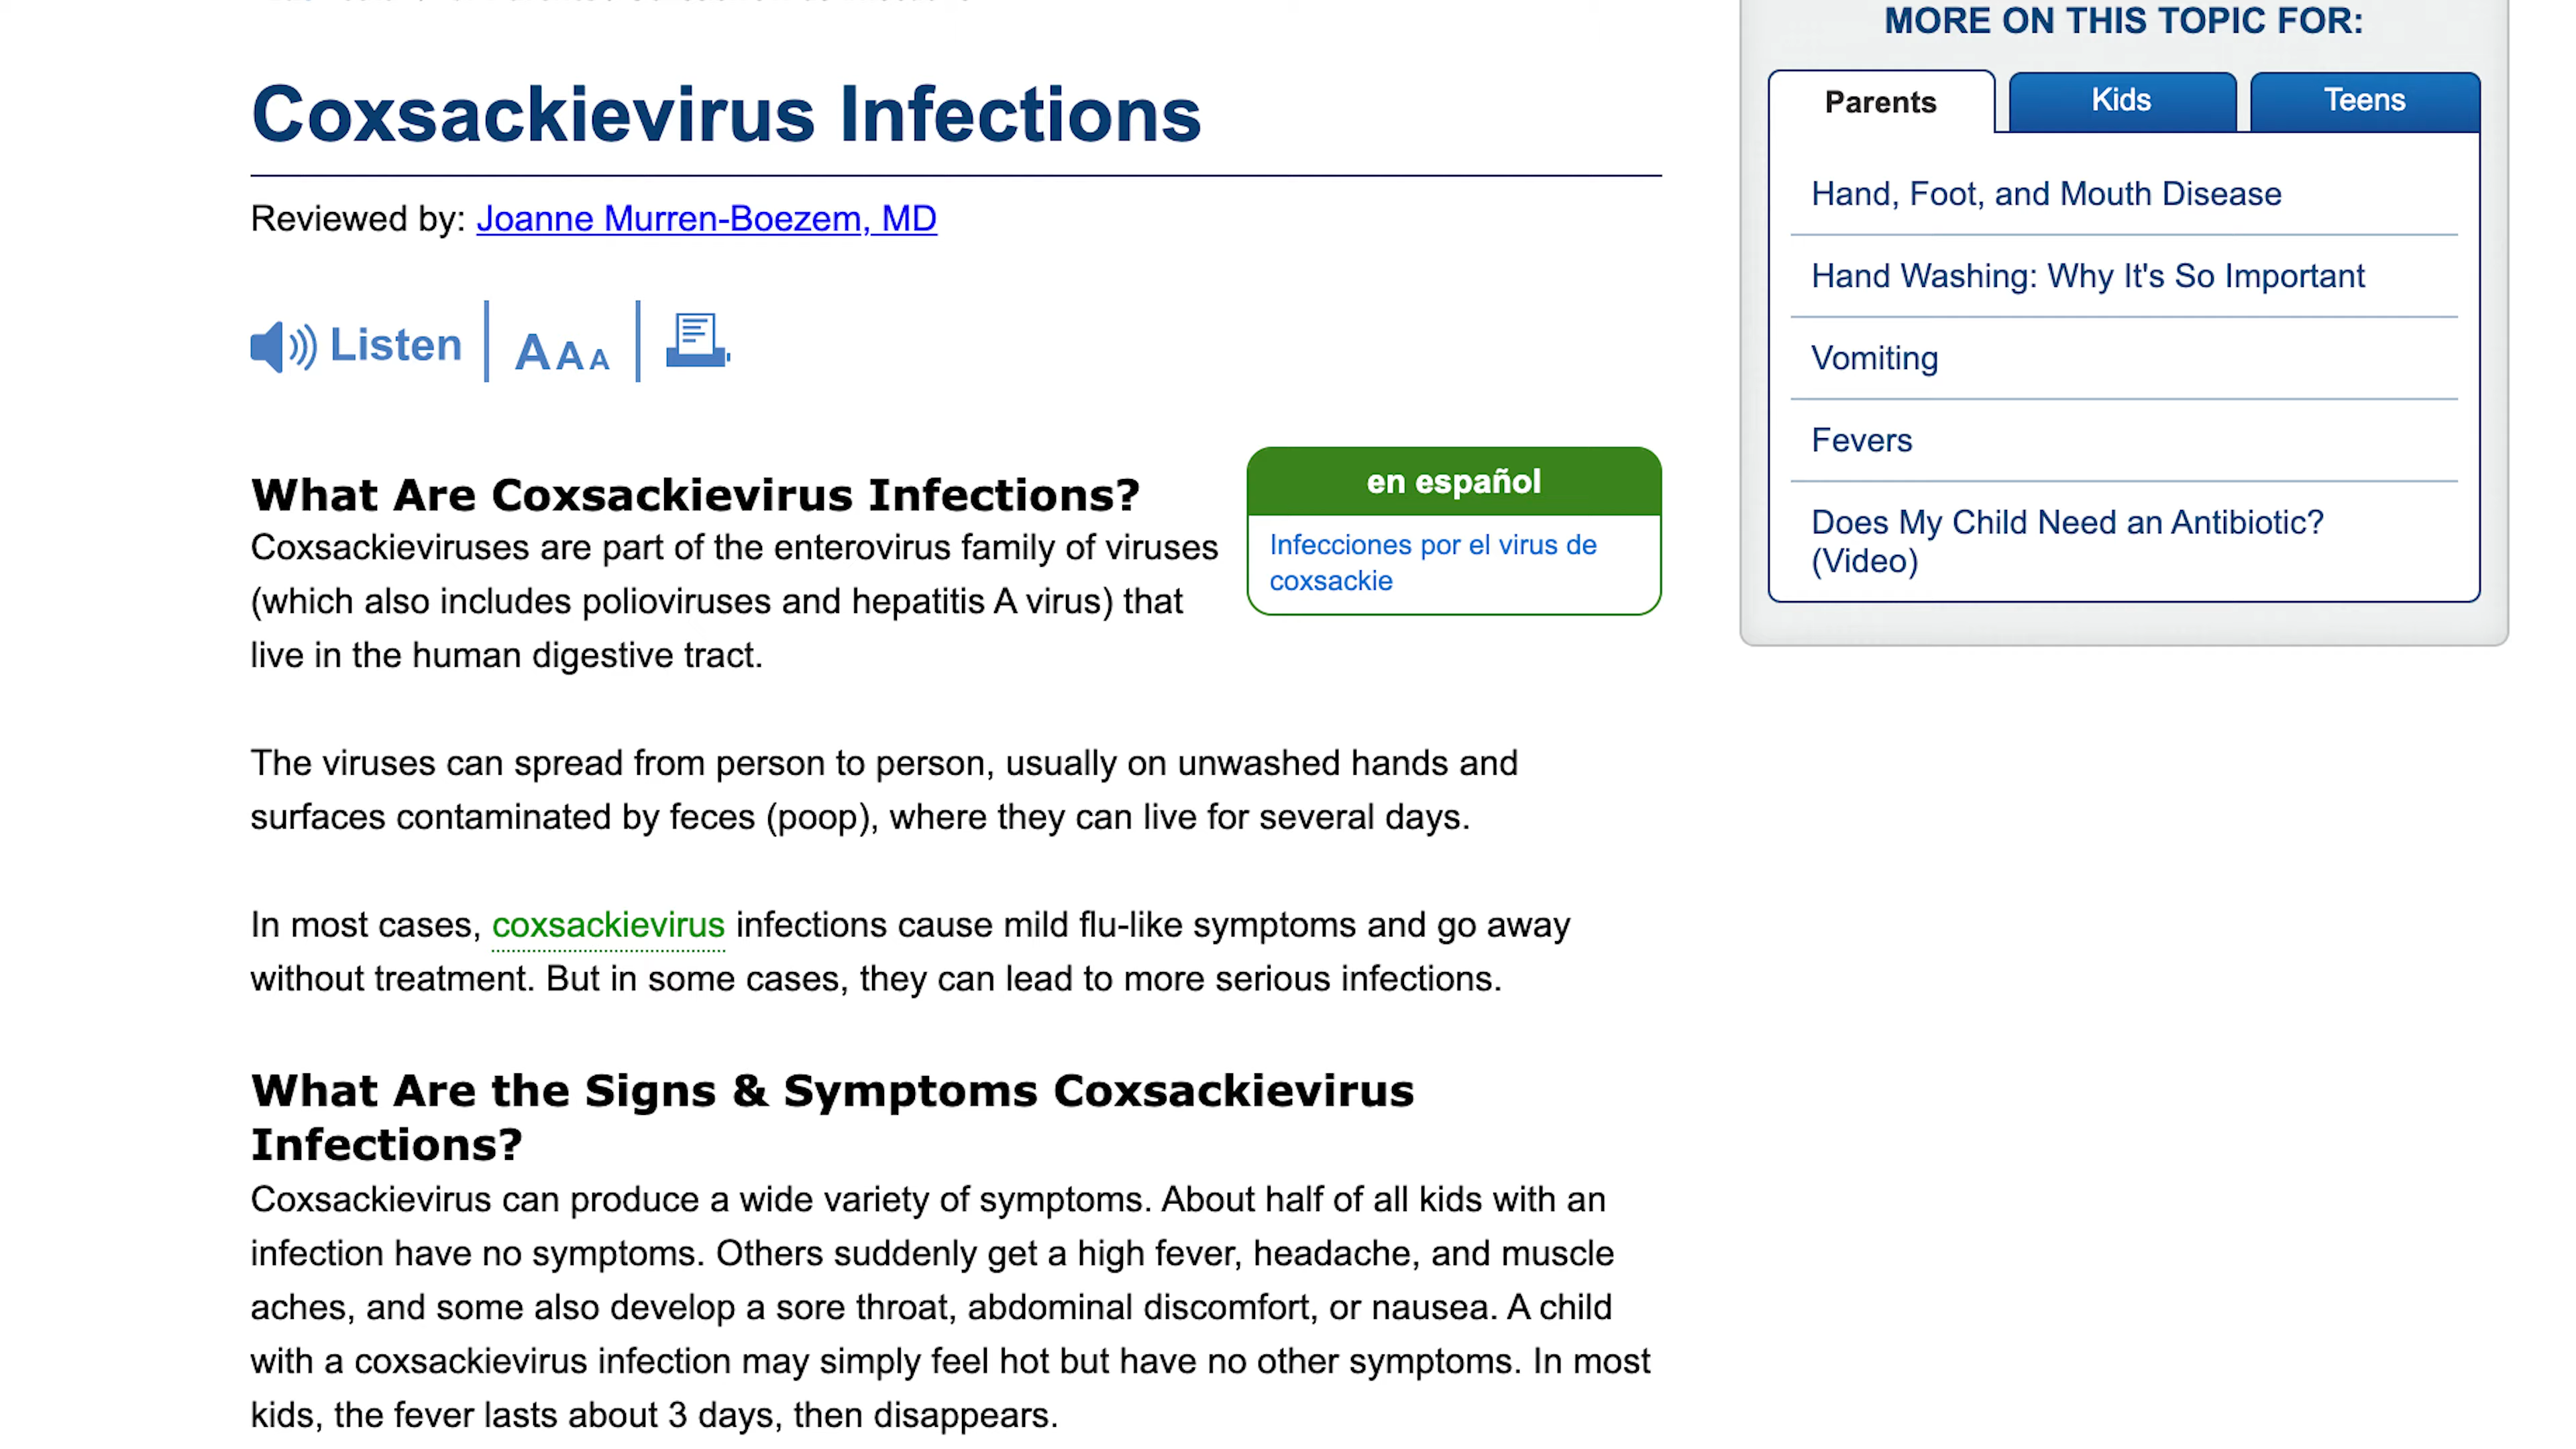 Coxsackievirus Infections
Reviewed by: Joanne Murren-Boezem, MD
Listen
A A A
What Are Coxsackievirus Infections?
Coxsackieviruses are part of the enterovirus family of viruses
(which also includes polioviruses and hepatitis A virus) that
live in the human digestive tract.
en español
Infecciones por el virus de
coxsackie
The viruses can spread from person to person, usually on unwashed hands and
surfaces contaminated by feces (poop), where they can live for several days.
In most cases, coxsackievirus infections cause mild flu-like symptoms and go away
without treatment. But in some cases, they can lead to more serious infections.
What Are the Signs & Symptoms Coxsackievirus
Infections?
Coxsackievirus can produce a wide variety of symptoms. About half of all kids with an
infection have no symptoms. Others suddenly get a high fever, headache, and muscle
aches, and some also develop a sore throat, abdominal discomfort, or nausea. A child
with a coxsackievirus infection may simply feel hot but have no other symptoms. In most
kids, the fever lasts about 3 days, then disappears.
MORE ON THIS TOPIC FOR:
Parents
Kids
Teens
Hand, Foot, and Mouth Disease
Hand Washing: Why It's So Important
Vomiting
Fevers
Does My Child Need an Antibiotic?
(Video)